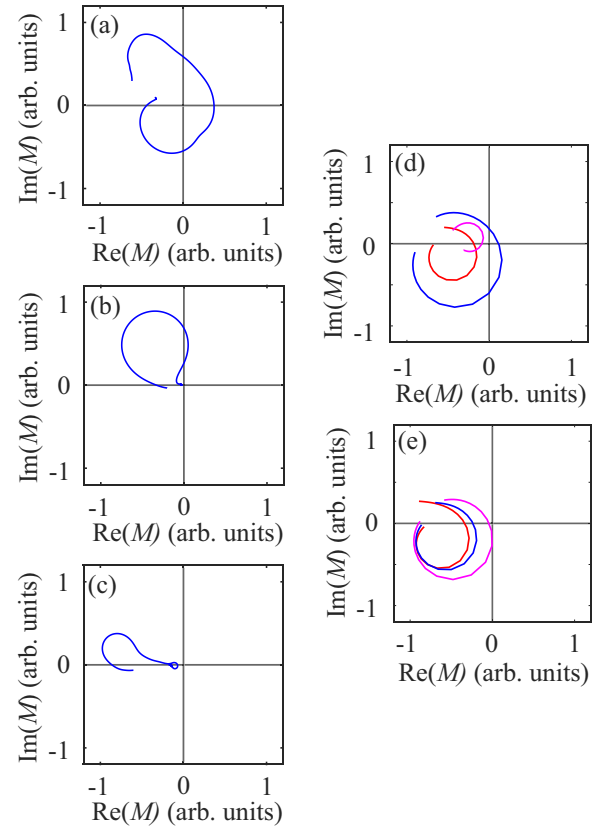 (a)
Im(M) (arb. units)
1
0
-1
-1 0 1
Re(M) (arb. units)
(b)
Im(M) (arb. units)
1
0
-1
-1 0 1
Re(M) (arb. units)
(c)
Im(M) (arb. units)
1
0
-1
-1 0 1
Re(M) (arb. units)
(d)
Im(M) (arb. units)
1
0
-1
-1 0 1
Re(M) (arb. units)
(e)
Im(M) (arb. units)
1
0
-1
-1 0 1
Re(M) (arb. units)